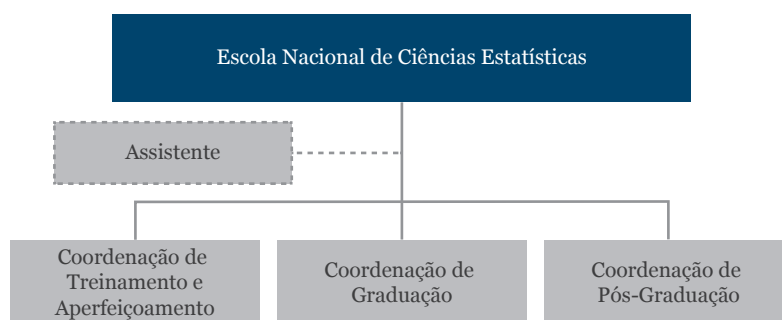 Escola Nacional de Ciências Estatísticas
Assistente
Coordenação de
Treinamento e
Aperfeiçoamento
Coordenação de
Graduação
Coordenação de
Pós-Graduação